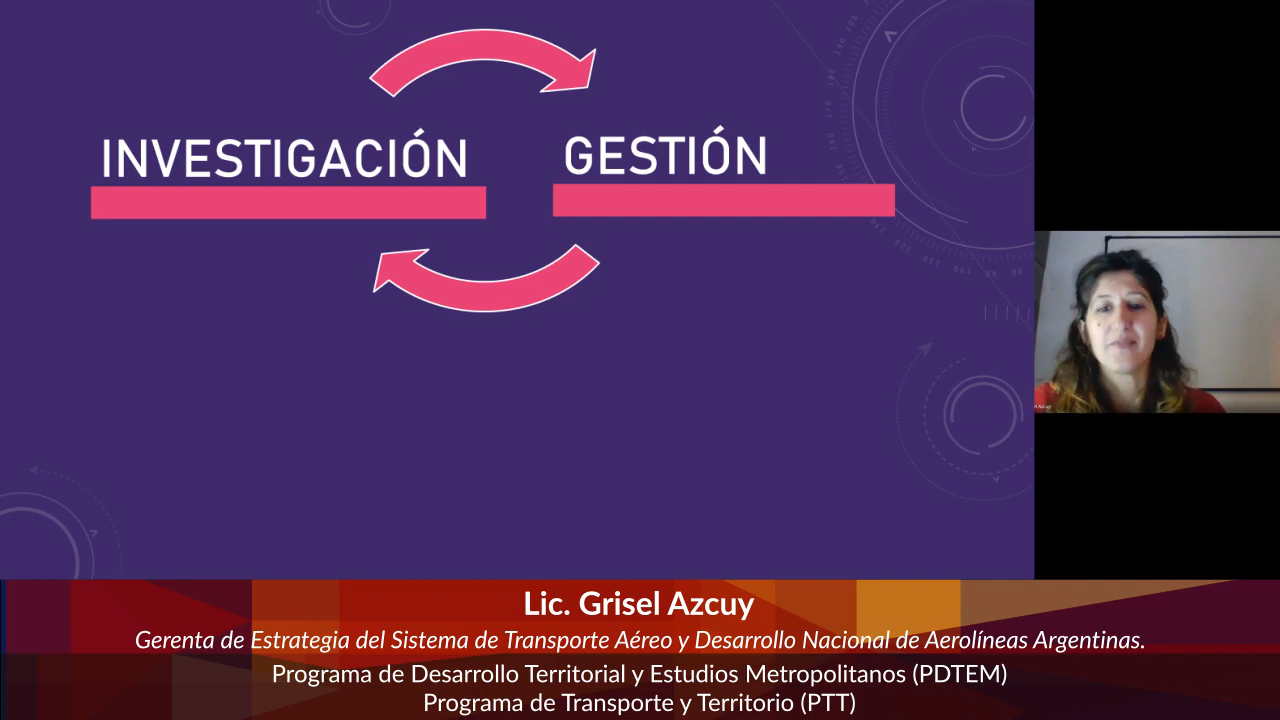 INVESTIGACIÓN
GESTIÓN
Azcuy
Lic. Grisel Azcuy
Gerenta de Estrategia del Sistema de Transporte Aéreo y Desarrollo Nacional de Aerolíneas Argentinas.
Programa de Desarrollo Territorial y Estudios Metropolitanos (PDTEM)
Programa de Transporte y Territorio (PTT)